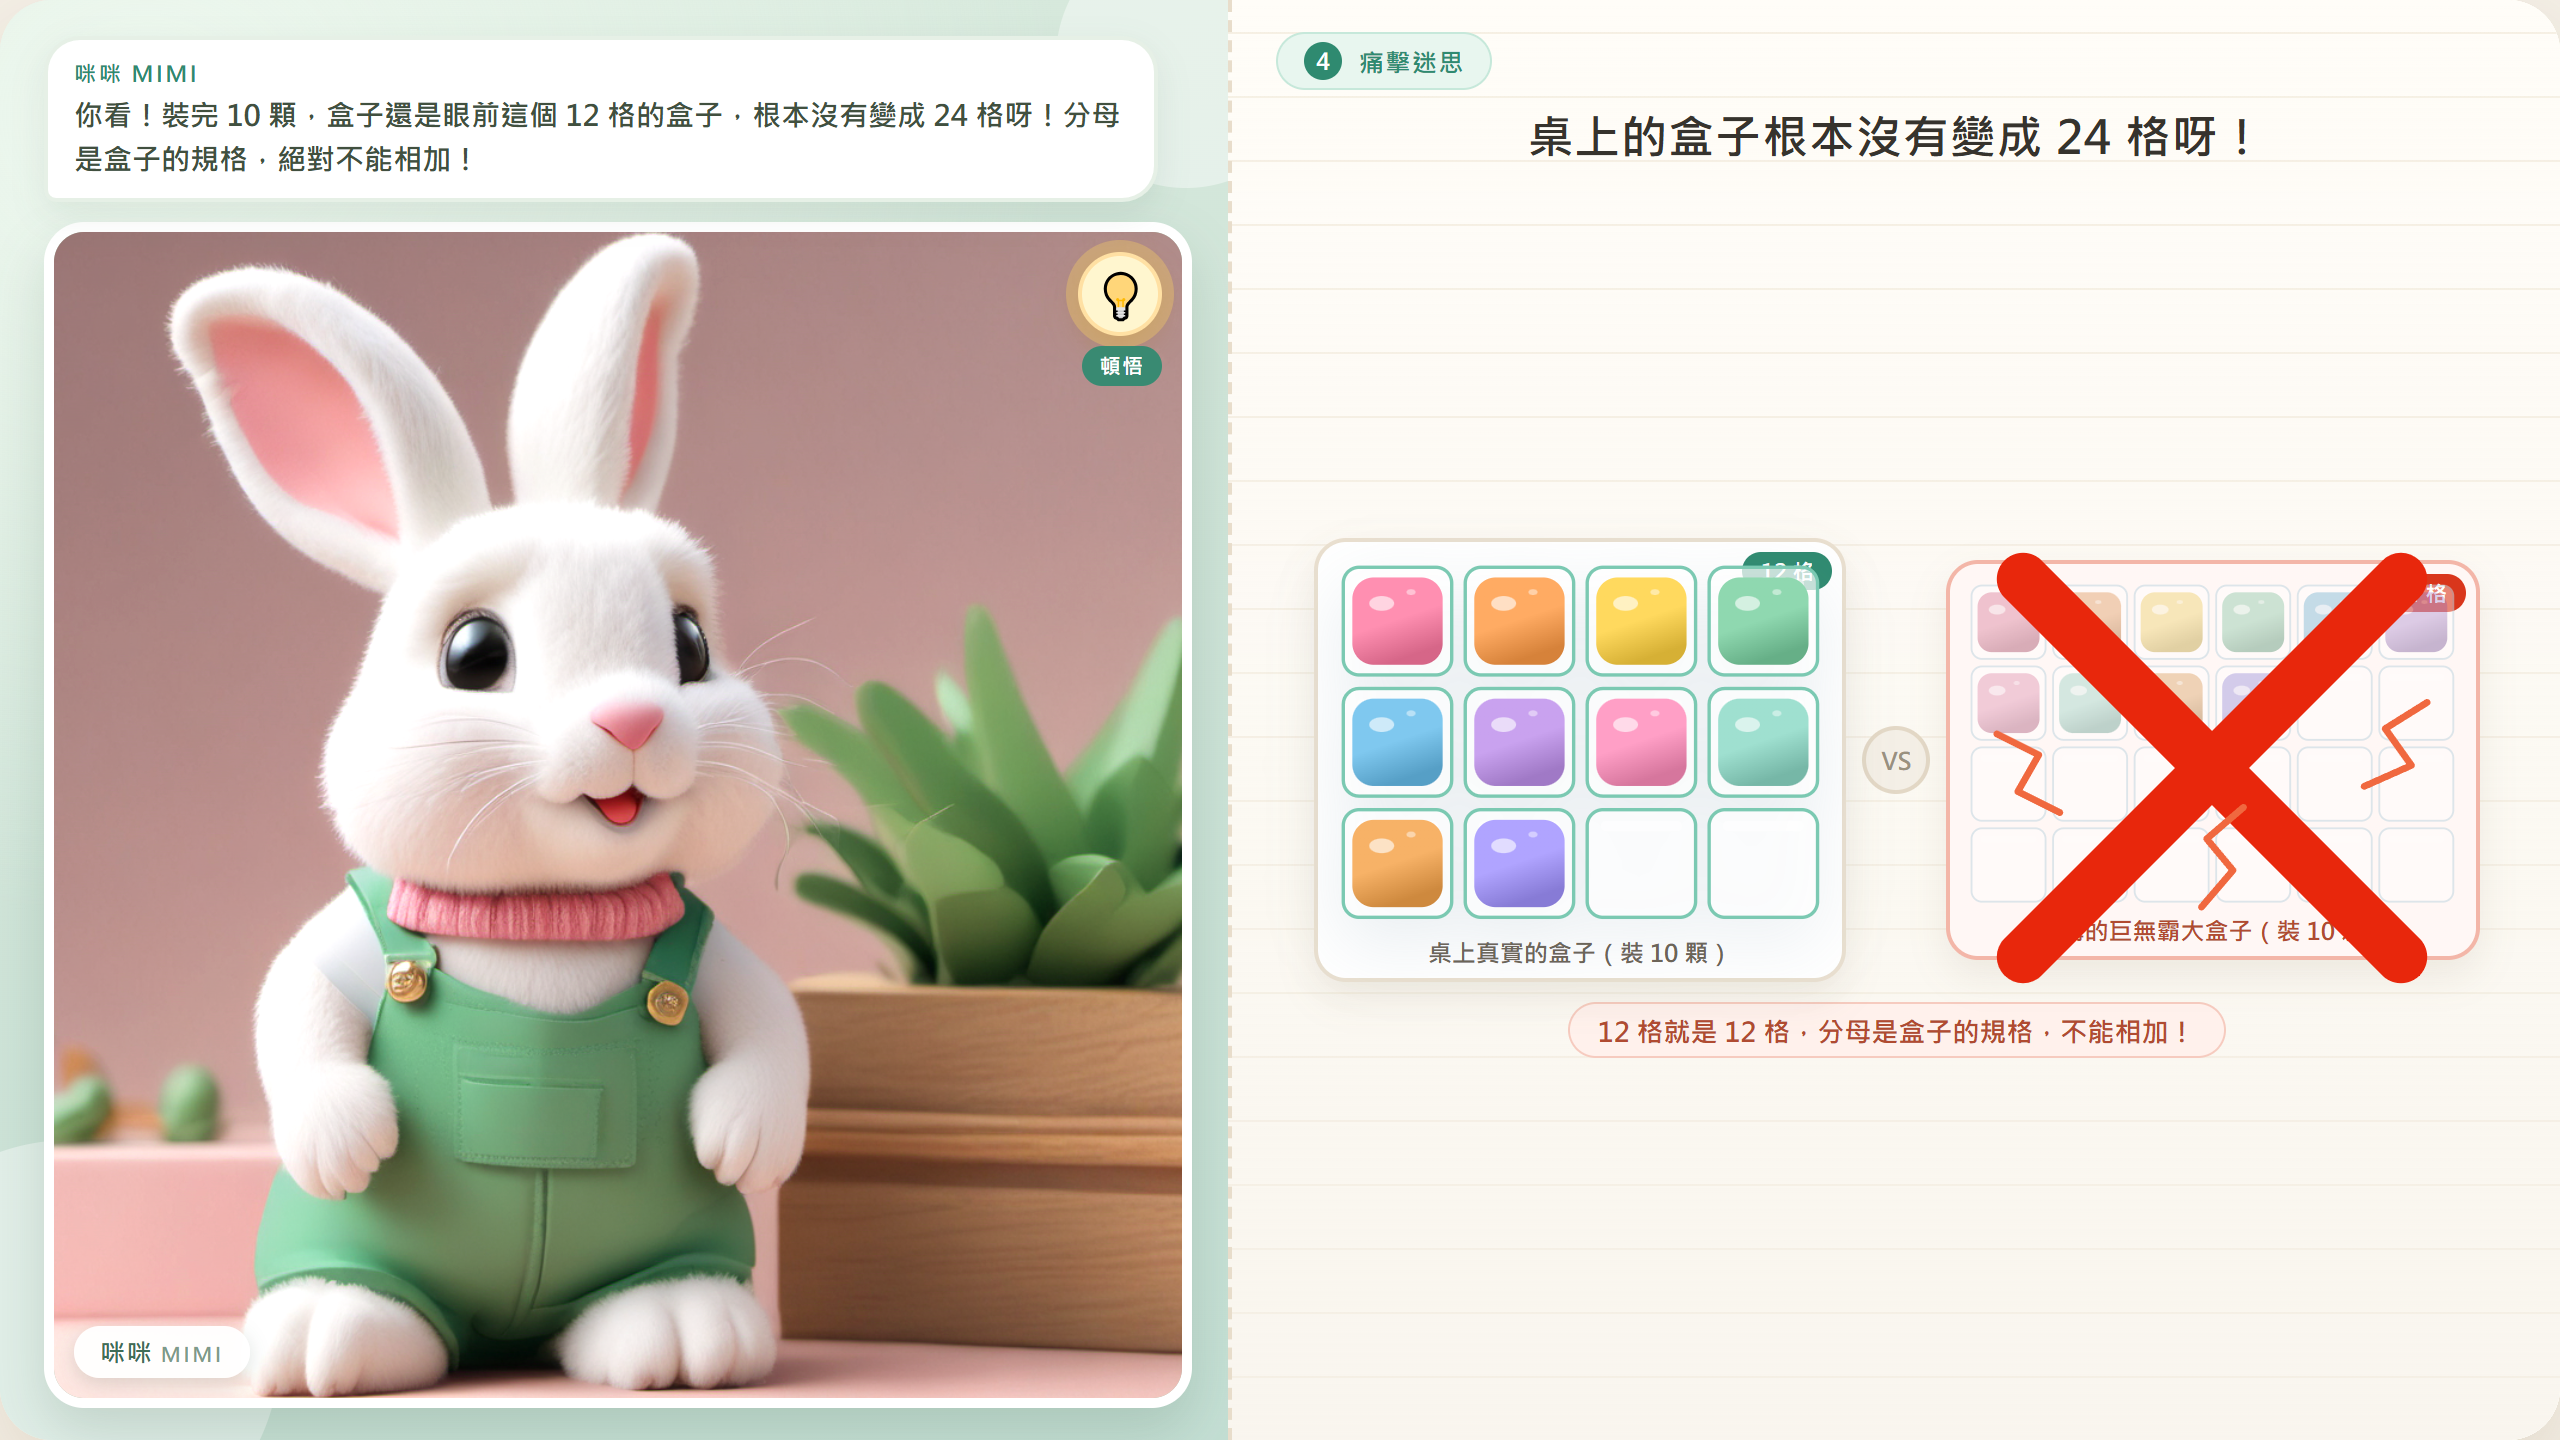 咪咪 MIMI
你看！裝完 10 顆，盒子還是眼前這個 12 格的盒子，根本沒有變成 24 格呀！分母
是盒子的規格，絕對不能相加！
頓悟
咪咪 MIMI
4 痛擊迷思
桌上的盒子根本沒有變成 24 格呀！
12 格
桌上真實的盒子（裝 10 顆）
VS
格
的巨無霸大盒子（裝 10
12 格就是 12 格，分母是盒子的規格，不能相加！